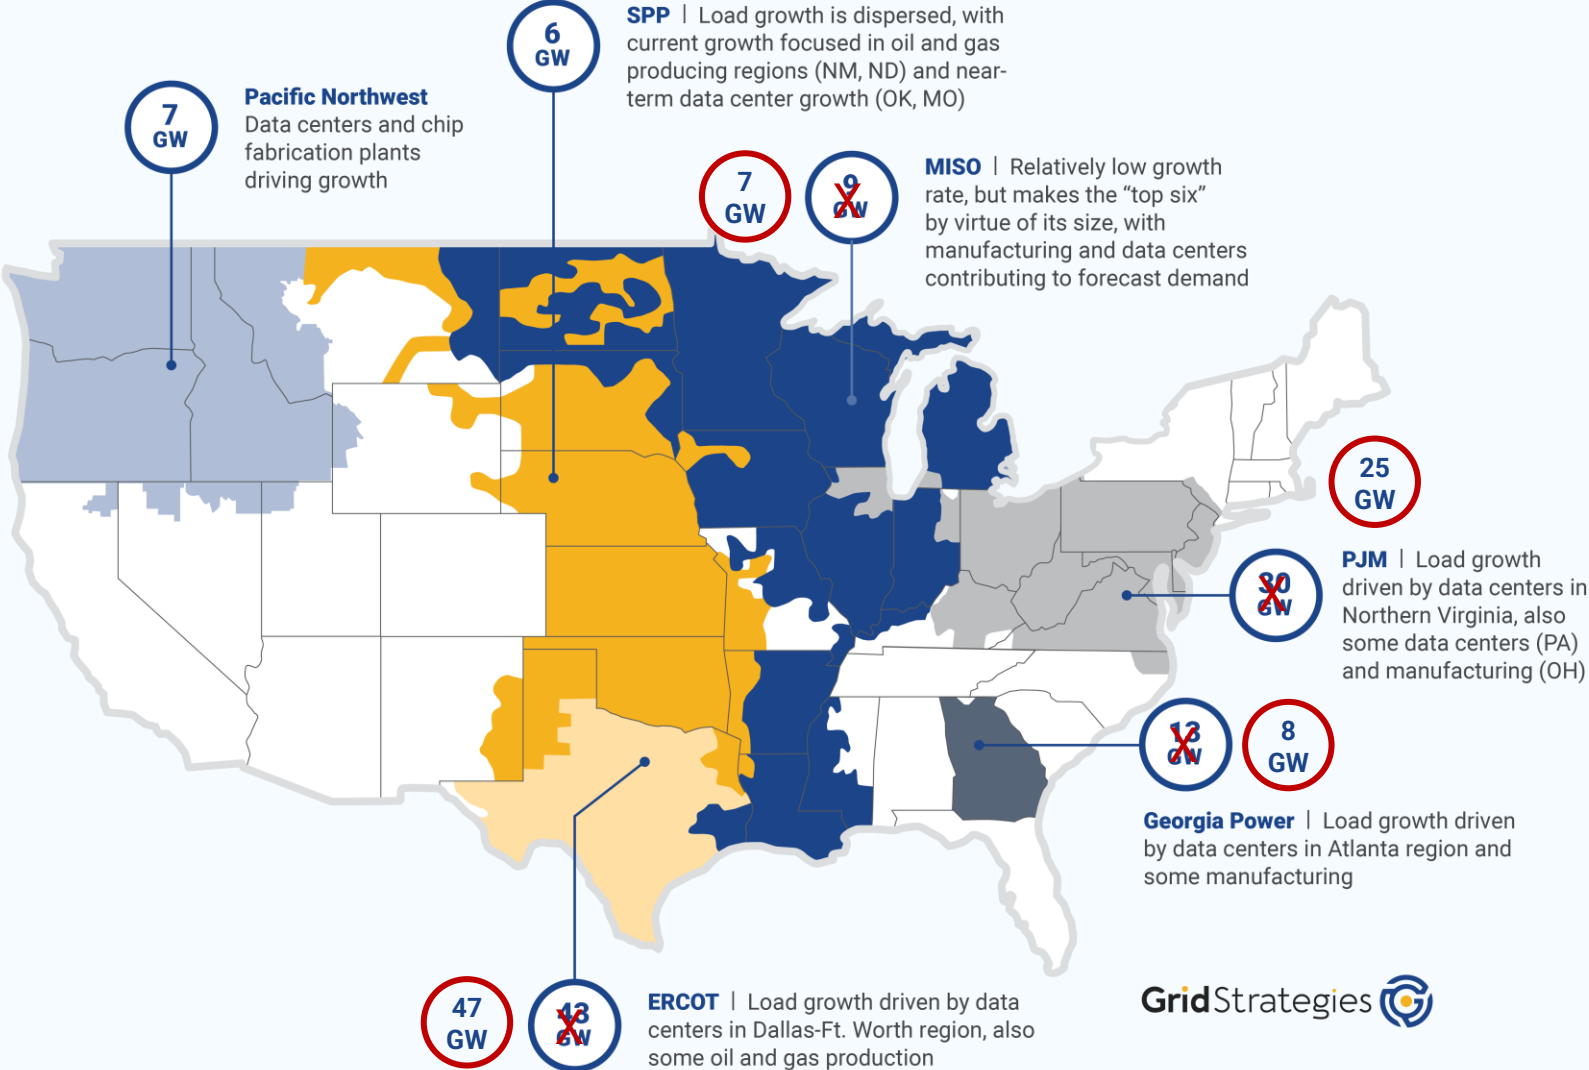 6
GW
SPP | Load growth is dispersed, with
current growth focused in oil and gas
producing regions (NM, ND) and near-
term data center growth (OK, MO)
7
GW
Pacific Northwest
Data centers and chip
fabrication plants
driving growth
7
GW
9
GW
MISO | Relatively low growth
rate, but makes the “top six”
by virtue of its size, with
manufacturing and data centers
contributing to forecast demand
25
GW
30
GW
PJM | Load growth
driven by data centers in
Northern Virginia, also
some data centers (PA)
and manufacturing (OH)
13
GW
8
GW
Georgia Power | Load growth driven
by data centers in Atlanta region and
some manufacturing
47
GW
43
GW
ERCOT | Load growth driven by data
centers in Dallas-Ft. Worth region, also
some oil and gas production
GridStrategies